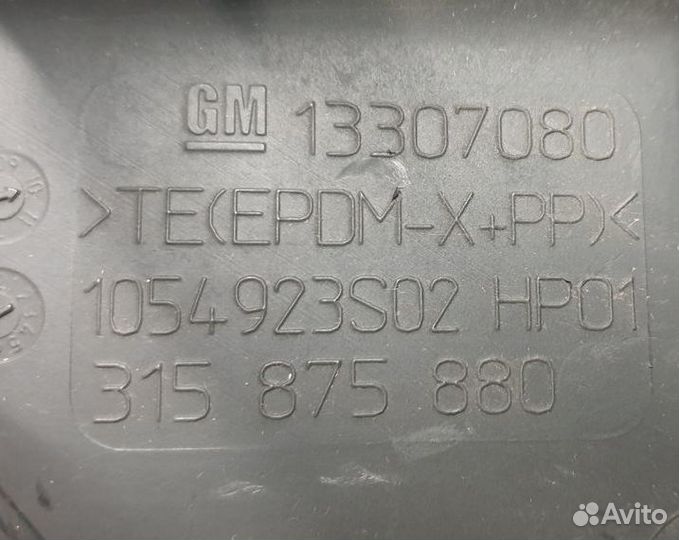 GM 13307080
>TE(EPDM-X+PP)<
1054923S02 HP01
315 875 880
Avito